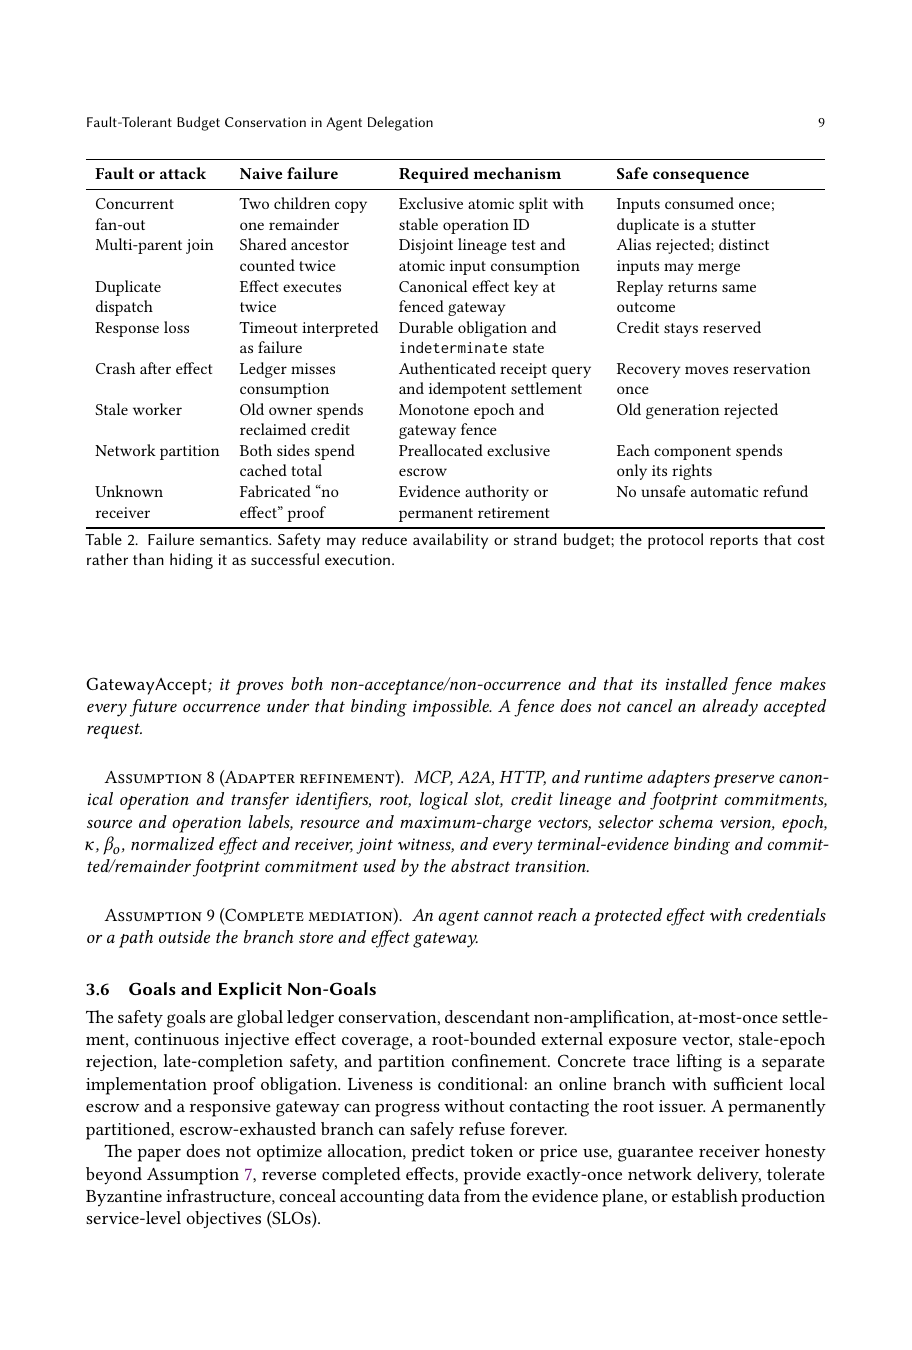 Fault-Tolerant Budget Conservation in Agent Delegation 9
Fault or attack Naive failure Required mechanism Safe consequence
Concurrent Two children copy Exclusive atomic split with Inputs consumed once;
fan-out one remainder stable operation ID duplicate is a stutter
Multi-parent join Shared ancestor Disjoint lineage test and Alias rejected; distinct
counted twice atomic input consumption inputs may merge
Duplicate Effect executes Canonical effect key at Replay returns same
dispatch twice fenced gateway outcome
Response loss Timeout interpreted Durable obligation and Credit stays reserved
as failure indeterminate state
Crash after effect Ledger misses Authenticated receipt query Recovery moves reservation
consumption and idempotent settlement once
Stale worker Old owner spends Monotone epoch and Old generation rejected
reclaimed credit gateway fence
Network partition Both sides spend Preallocated exclusive Each component spends
cached total escrow only its rights
Unknown Fabricated “no Evidence authority or No unsafe automatic refund
receiver effect” proof permanent retirement
Table 2. Failure semantics. Safety may reduce availability or strand budget; the protocol reports that cost
rather than hiding it as successful execution.
GatewayAccept; it proves both non-acceptance/non-occurrence and that its installed fence makes
every future occurrence under that binding impossible. A fence does not cancel an already accepted
request.
Assumption 8 (Adapter refinement). MCP, A2A, HTTP, and runtime adapters preserve canon-
ical operation and transfer identifiers, root, logical slot, credit lineage and footprint commitments,
source and operation labels, resource and maximum-charge vectors, selector schema version, epoch,
κ, βₒ, normalized effect and receiver, joint witness, and every terminal-evidence binding and commit-
ted/remainder footprint commitment used by the abstract transition.
Assumption 9 (Complete mediation). An agent cannot reach a protected effect with credentials
or a path outside the branch store and effect gateway.
3.6 Goals and Explicit Non-Goals
The safety goals are global ledger conservation, descendant non-amplification, at-most-once settle-
ment, continuous injective effect coverage, a root-bounded external exposure vector, stale-epoch
rejection, late-completion safety, and partition confinement. Concrete trace lifting is a separate
implementation proof obligation. Liveness is conditional: an online branch with sufficient local
escrow and a responsive gateway can progress without contacting the root issuer. A permanently
partitioned, escrow-exhausted branch can safely refuse forever.
The paper does not optimize allocation, predict token or price use, guarantee receiver honesty
beyond Assumption 7, reverse completed effects, provide exactly-once network delivery, tolerate
Byzantine infrastructure, conceal accounting data from the evidence plane, or establish production
service-level objectives (SLOs).